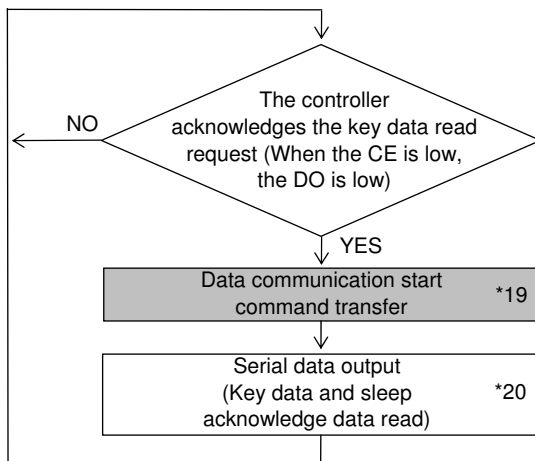 The controller
acknowledges the key data read
request (When the CE is low,
the DO is low)
NO
YES
Data communication start
command transfer
*19
Serial data output
(Key data and sleep
acknowledge data read)
*20